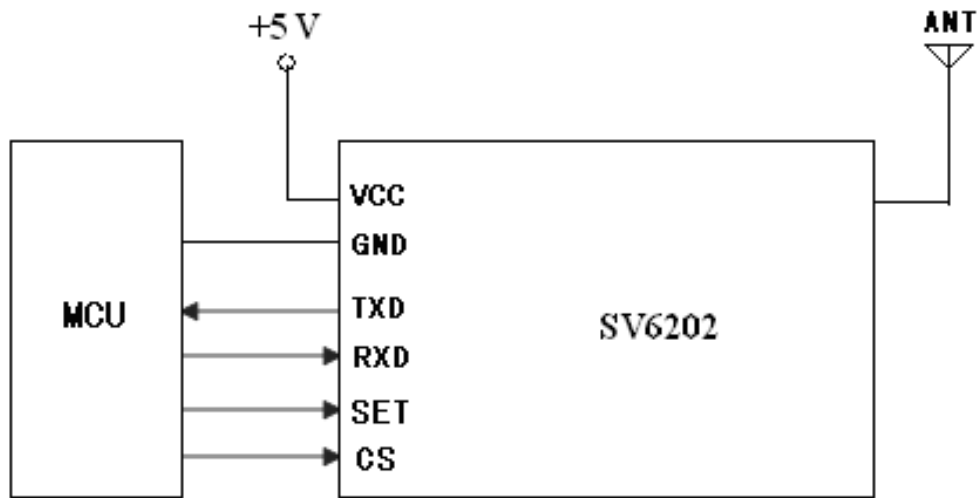 +5 V
ANT
VCC
GND
MCU
TXD
SV6202
RXD
SET
CS